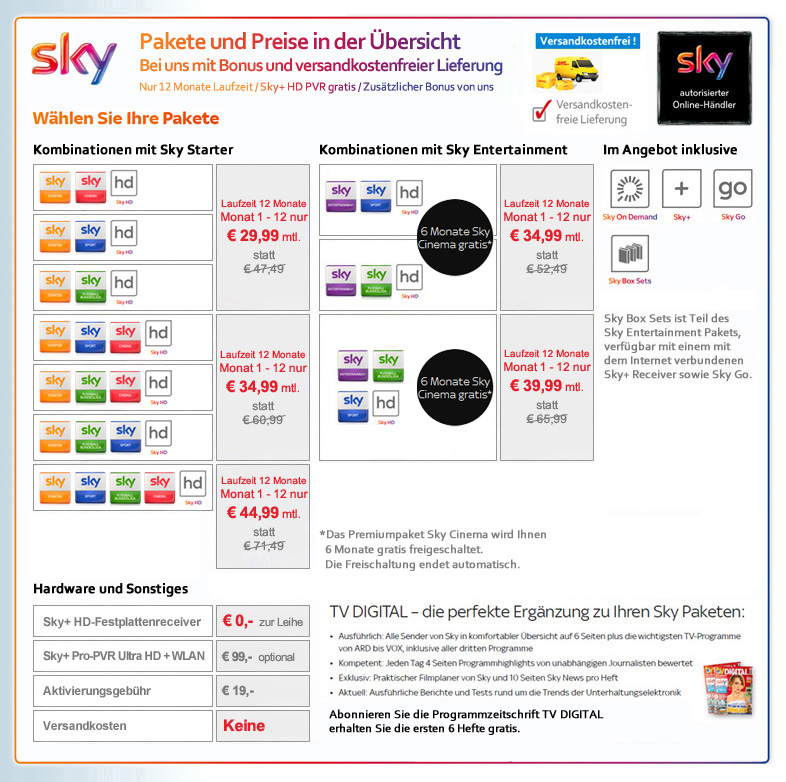 sky
Pakete und Preise in der Übersicht
Bei uns mit Bonus und versandkostenfreier Lieferung
Nur 12 Monate Laufzeit / Sky+ HD PVR gratis / Zusätzlicher Bonus von uns
Versandkostenfrei !
Versandkosten-
freie Lieferung
sky
autorisierter
Online-Händler
Wählen Sie Ihre Pakete
Kombinationen mit Sky Starter
sky sky hd
STARTER CINEMA Sky HD
sky sky hd
STARTER SPORT Sky HD
sky sky hd
STARTER FUSSBALL BUNDESLIGA Sky HD
Laufzeit 12 Monate
Monat 1 - 12 nur
€ 29,99 mtl.
statt
€ 47,49
sky sky sky hd
STARTER SPORT CINEMA Sky HD
sky sky sky hd
STARTER FUSSBALL BUNDESLIGA CINEMA Sky HD
sky sky sky hd
STARTER FUSSBALL BUNDESLIGA SPORT Sky HD
Laufzeit 12 Monate
Monat 1 - 12 nur
€ 34,99 mtl.
statt
€ 60,99
sky sky sky sky hd
STARTER SPORT FUSSBALL BUNDESLIGA CINEMA Sky HD
Laufzeit 12 Monate
Monat 1 - 12 nur
€ 44,99 mtl.
statt
€ 71,49
Kombinationen mit Sky Entertainment
sky sky hd
ENTERTAINMENT SPORT Sky HD
sky sky hd
ENTERTAINMENT FUSSBALL BUNDESLIGA Sky HD
6 Monate Sky
Cinema gratis*
Laufzeit 12 Monate
Monat 1 - 12 nur
€ 34,99 mtl.
statt
€ 52,49
sky sky
ENTERTAINMENT FUSSBALL BUNDESLIGA
sky hd
SPORT Sky HD
6 Monate Sky
Cinema gratis*
Laufzeit 12 Monate
Monat 1 - 12 nur
€ 39,99 mtl.
statt
€ 65,99
*Das Premiumpaket Sky Cinema wird Ihnen
6 Monate gratis freigeschaltet.
Die Freischaltung endet automatisch.
Im Angebot inklusive
+ go
Sky On Demand Sky+ Sky Go
Sky Box Sets
Sky Box Sets ist Teil des
Sky Entertainment Pakets,
verfügbar mit einem mit
dem Internet verbundenen
Sky+ Receiver sowie Sky Go.
Hardware und Sonstiges
Sky+ HD-Festplattenreceiver € 0,- zur Leihe
Sky+ Pro-PVR Ultra HD + WLAN € 99,- optional
Aktivierungsgebühr € 19,-
Versandkosten Keine
TV DIGITAL – die perfekte Ergänzung zu Ihren Sky Paketen:
• Ausführlich: Alle Sender von Sky in komfortabler Übersicht auf 6 Seiten plus die wichtigsten TV-Programme
von ARD bis VOX, inklusive aller dritten Programme
• Kompetent: Jeden Tag 4 Seiten Programmhighlights von unabhängigen Journalisten bewertet
• Exklusiv: Praktischer Filmplaner von Sky und 10 Seiten Sky News pro Heft
• Aktuell: Ausführliche Berichte und Tests rund um die Trends der Unterhaltungselektronik
Abonnieren Sie die Programmzeitschrift TV DIGITAL
erhalten Sie die ersten 6 Hefte gratis.